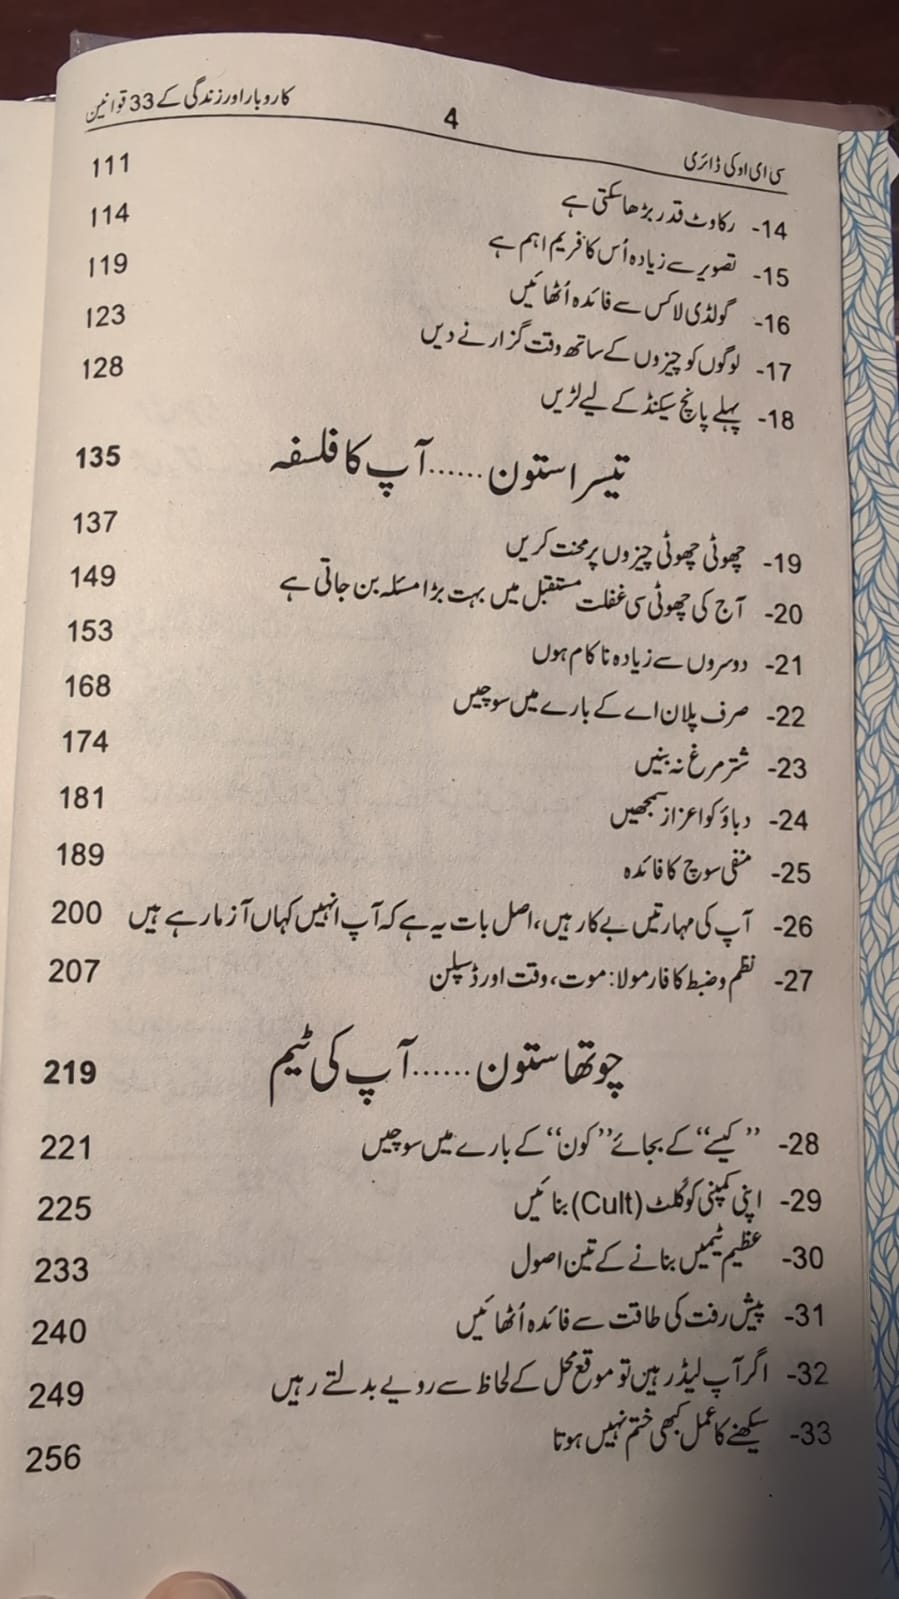 سی ای او کی ڈائری 4 کاروبار اور زندگی کے 33 قوانین
14- رکاوٹ قدر بڑھا سکتی ہے 111
15- تصویر سے زیادہ اُس کا فریم اہم ہے 114
16- گولڈی لاکس سے فائدہ اُٹھائیں 119
17- لوگوں کو چیزوں کے ساتھ وقت گزارنے دیں 123
18- پہلے پانچ سیکنڈ کے لیے لڑیں 128
تیسرا ستون......آپ کا فلسفہ 135
19- چھوٹی چھوٹی چیزوں پر محنت کریں 137
20- آج کی چھوٹی سی غفلت مستقبل میں بہت بڑا مسئلہ بن جاتی ہے 149
21- دوسروں سے زیادہ ناکام ہوں 153
22- صرف پلان اے کے بارے میں سوچیں 168
23- شتر مرغ نہ بنیں 174
24- دباؤ کو اعزاز سمجھیں 181
25- منفی سوچ کا فائدہ 189
26- آپ کی مہارتیں بے کار ہیں، اصل بات یہ ہے کہ آپ انہیں کہاں آزما رہے ہیں 200
27- نظم و ضبط کا فارمولا: موت، وقت اور ڈسپلن 207
چوتھا ستون......آپ کی ٹیم 219
28- ”کیسے“ کے بجائے ”کون“ کے بارے میں سوچیں 221
29- اپنی کمپنی کو کُلٹ (Cult) بنائیں 225
30- عظیم ٹیمیں بنانے کے تین اصول 233
31- پیش رفت کی طاقت سے فائدہ اُٹھائیں 240
32- اگر آپ لیڈر ہیں تو موقع محل کے لحاظ سے رویے بدلتے رہیں 249
33- سیکھنے کا عمل کبھی ختم نہیں ہوتا 256